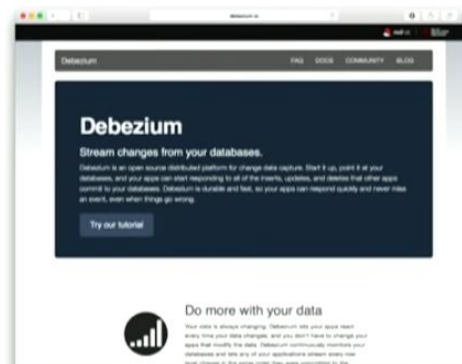 debezium.io
Debezium
FAQ DOCS COMMUNITY BLOG
Debezium
Stream changes from your databases.
Debezium is an open source distributed platform for change data capture. Start it up, point it at your
databases, and your apps can start responding to all of the inserts, updates, and deletes that other apps
commit to your databases. Debezium is durable and fast, so your apps can respond quickly and never miss
an event, even when things go wrong.
Try our tutorial
Do more with your data
Your data is always changing. Debezium lets your apps react
every time your data changes, and you don't have to change your
apps that modify the data. Debezium continuously monitors your
databases and lets any of your applications stream every row